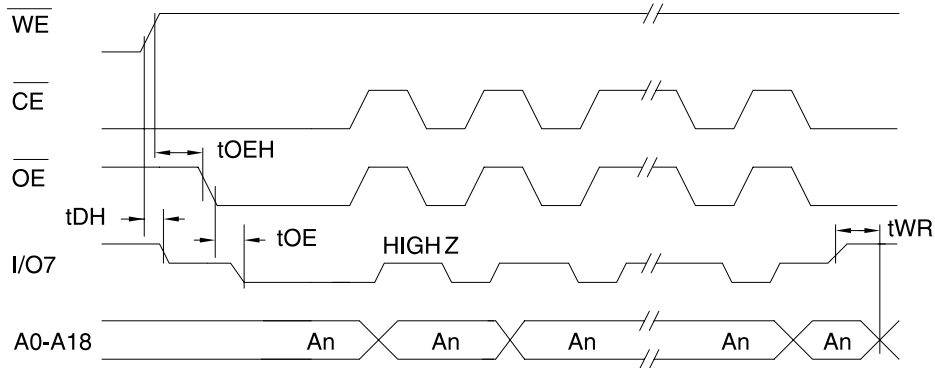 WE
CE
tOEH
OE
tDH
tOE
tWR
HIGH Z
I/O7
A0-A18
An An An An An